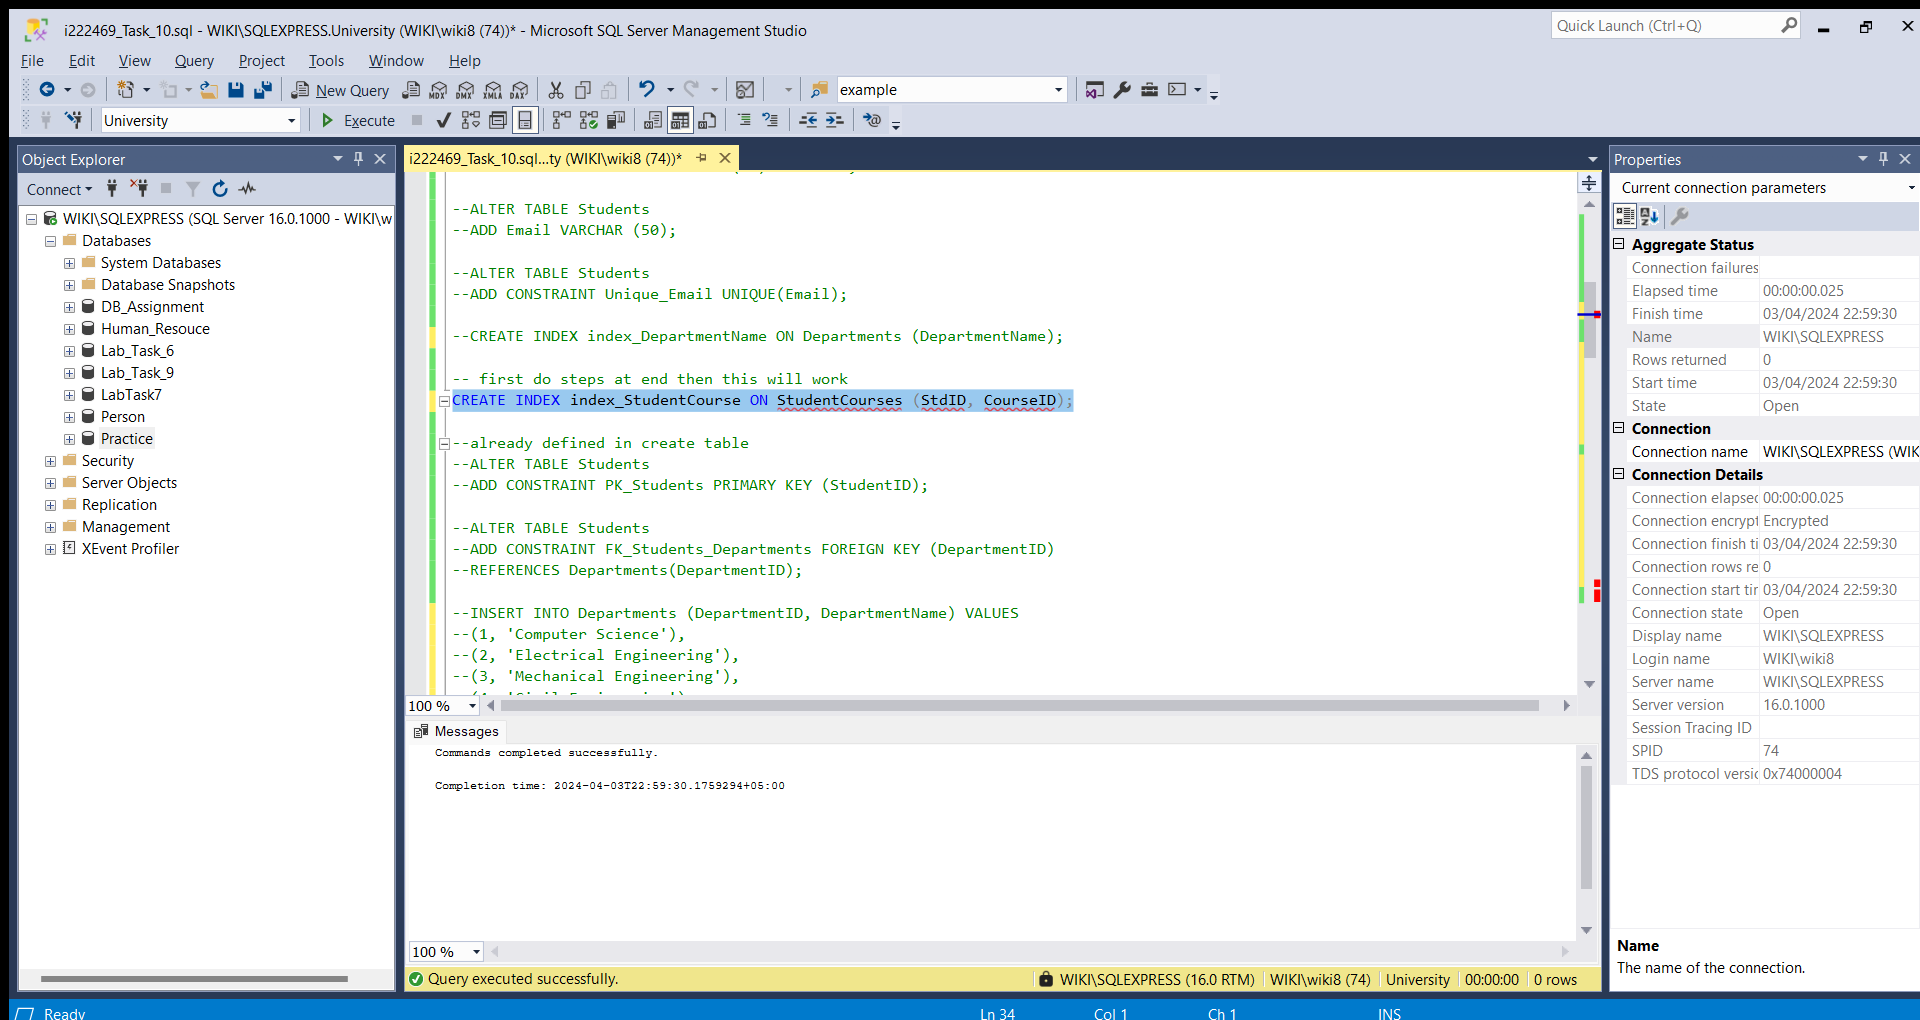 i222469_Task_10.sql - WIKI\SQLEXPRESS.University (WIKI\wiki8 (74))* - Microsoft SQL Server Management Studio
Quick Launch (Ctrl+Q)
File Edit View Query Project Tools Window Help
New Query
MDX DMX XMLA DAX
example
University
Execute
Object Explorer
Connect
WIKI\SQLEXPRESS (SQL Server 16.0.1000 - WIKI\w
Databases
System Databases
Database Snapshots
DB_Assignment
Human_Resouce
Lab_Task_6
Lab_Task_9
LabTask7
Person
Practice
Security
Server Objects
Replication
Management
XEvent Profiler
i222469_Task_10.sql...ty (WIKI\wiki8 (74))*
--ALTER TABLE Students
--ADD Email VARCHAR (50);
--ALTER TABLE Students
--ADD CONSTRAINT Unique_Email UNIQUE(Email);
--CREATE INDEX index_DepartmentName ON Departments (DepartmentName);
-- first do steps at end then this will work
CREATE INDEX index_StudentCourse ON StudentCourses (StdID, CourseID);
--already defined in create table
--ALTER TABLE Students
--ADD CONSTRAINT PK_Students PRIMARY KEY (StudentID);
--ALTER TABLE Students
--ADD CONSTRAINT FK_Students_Departments FOREIGN KEY (DepartmentID)
--REFERENCES Departments(DepartmentID);
--INSERT INTO Departments (DepartmentID, DepartmentName) VALUES
--(1, 'Computer Science'),
--(2, 'Electrical Engineering'),
--(3, 'Mechanical Engineering'),
100 %
Messages
Commands completed successfully.
Completion time: 2024-04-03T22:59:30.1759294+05:00
100 %
Query executed successfully.
WIKI\SQLEXPRESS (16.0 RTM) WIKI\wiki8 (74) University 00:00:00 0 rows
Properties
Current connection parameters
Aggregate Status
Connection failures
Elapsed time 00:00:00.025
Finish time 03/04/2024 22:59:30
Name WIKI\SQLEXPRESS
Rows returned 0
Start time 03/04/2024 22:59:30
State Open
Connection
Connection name WIKI\SQLEXPRESS (WIK
Connection Details
Connection elapsec 00:00:00.025
Connection encrypt Encrypted
Connection finish ti 03/04/2024 22:59:30
Connection rows re 0
Connection start tir 03/04/2024 22:59:30
Connection state Open
Display name WIKI\SQLEXPRESS
Login name WIKI\wiki8
Server name WIKI\SQLEXPRESS
Server version 16.0.1000
Session Tracing ID
SPID 74
TDS protocol versic 0x74000004
Name
The name of the connection.
Ready Ln 34 Col 1 Ch 1 INS